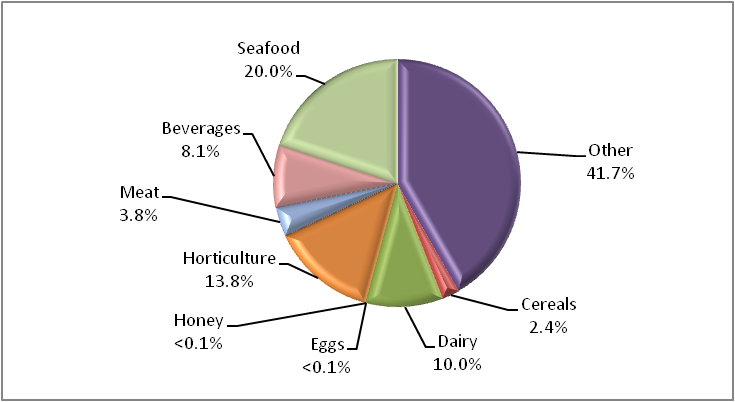 Seafood
20.0%
Beverages
8.1%
Meat
3.8%
Horticulture
13.8%
Honey
<0.1%
Eggs
<0.1%
Dairy
10.0%
Cereals
2.4%
Other
41.7%